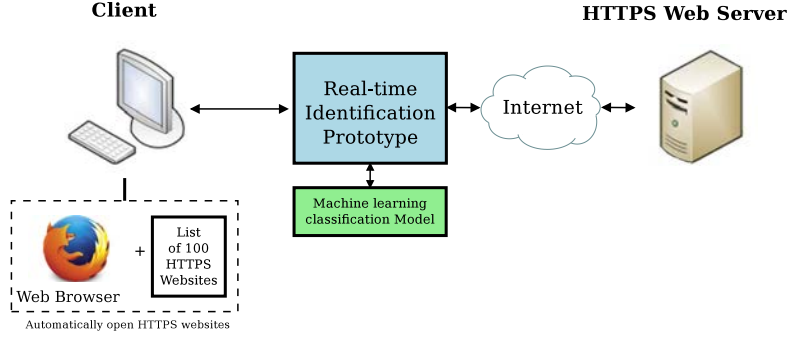 Client
HTTPS Web Server
Real-time
Identification
Prototype
Internet
Machine learning
classification Model
List
of 100
HTTPS
Websites
+
Web Browser
Automatically open HTTPS websites